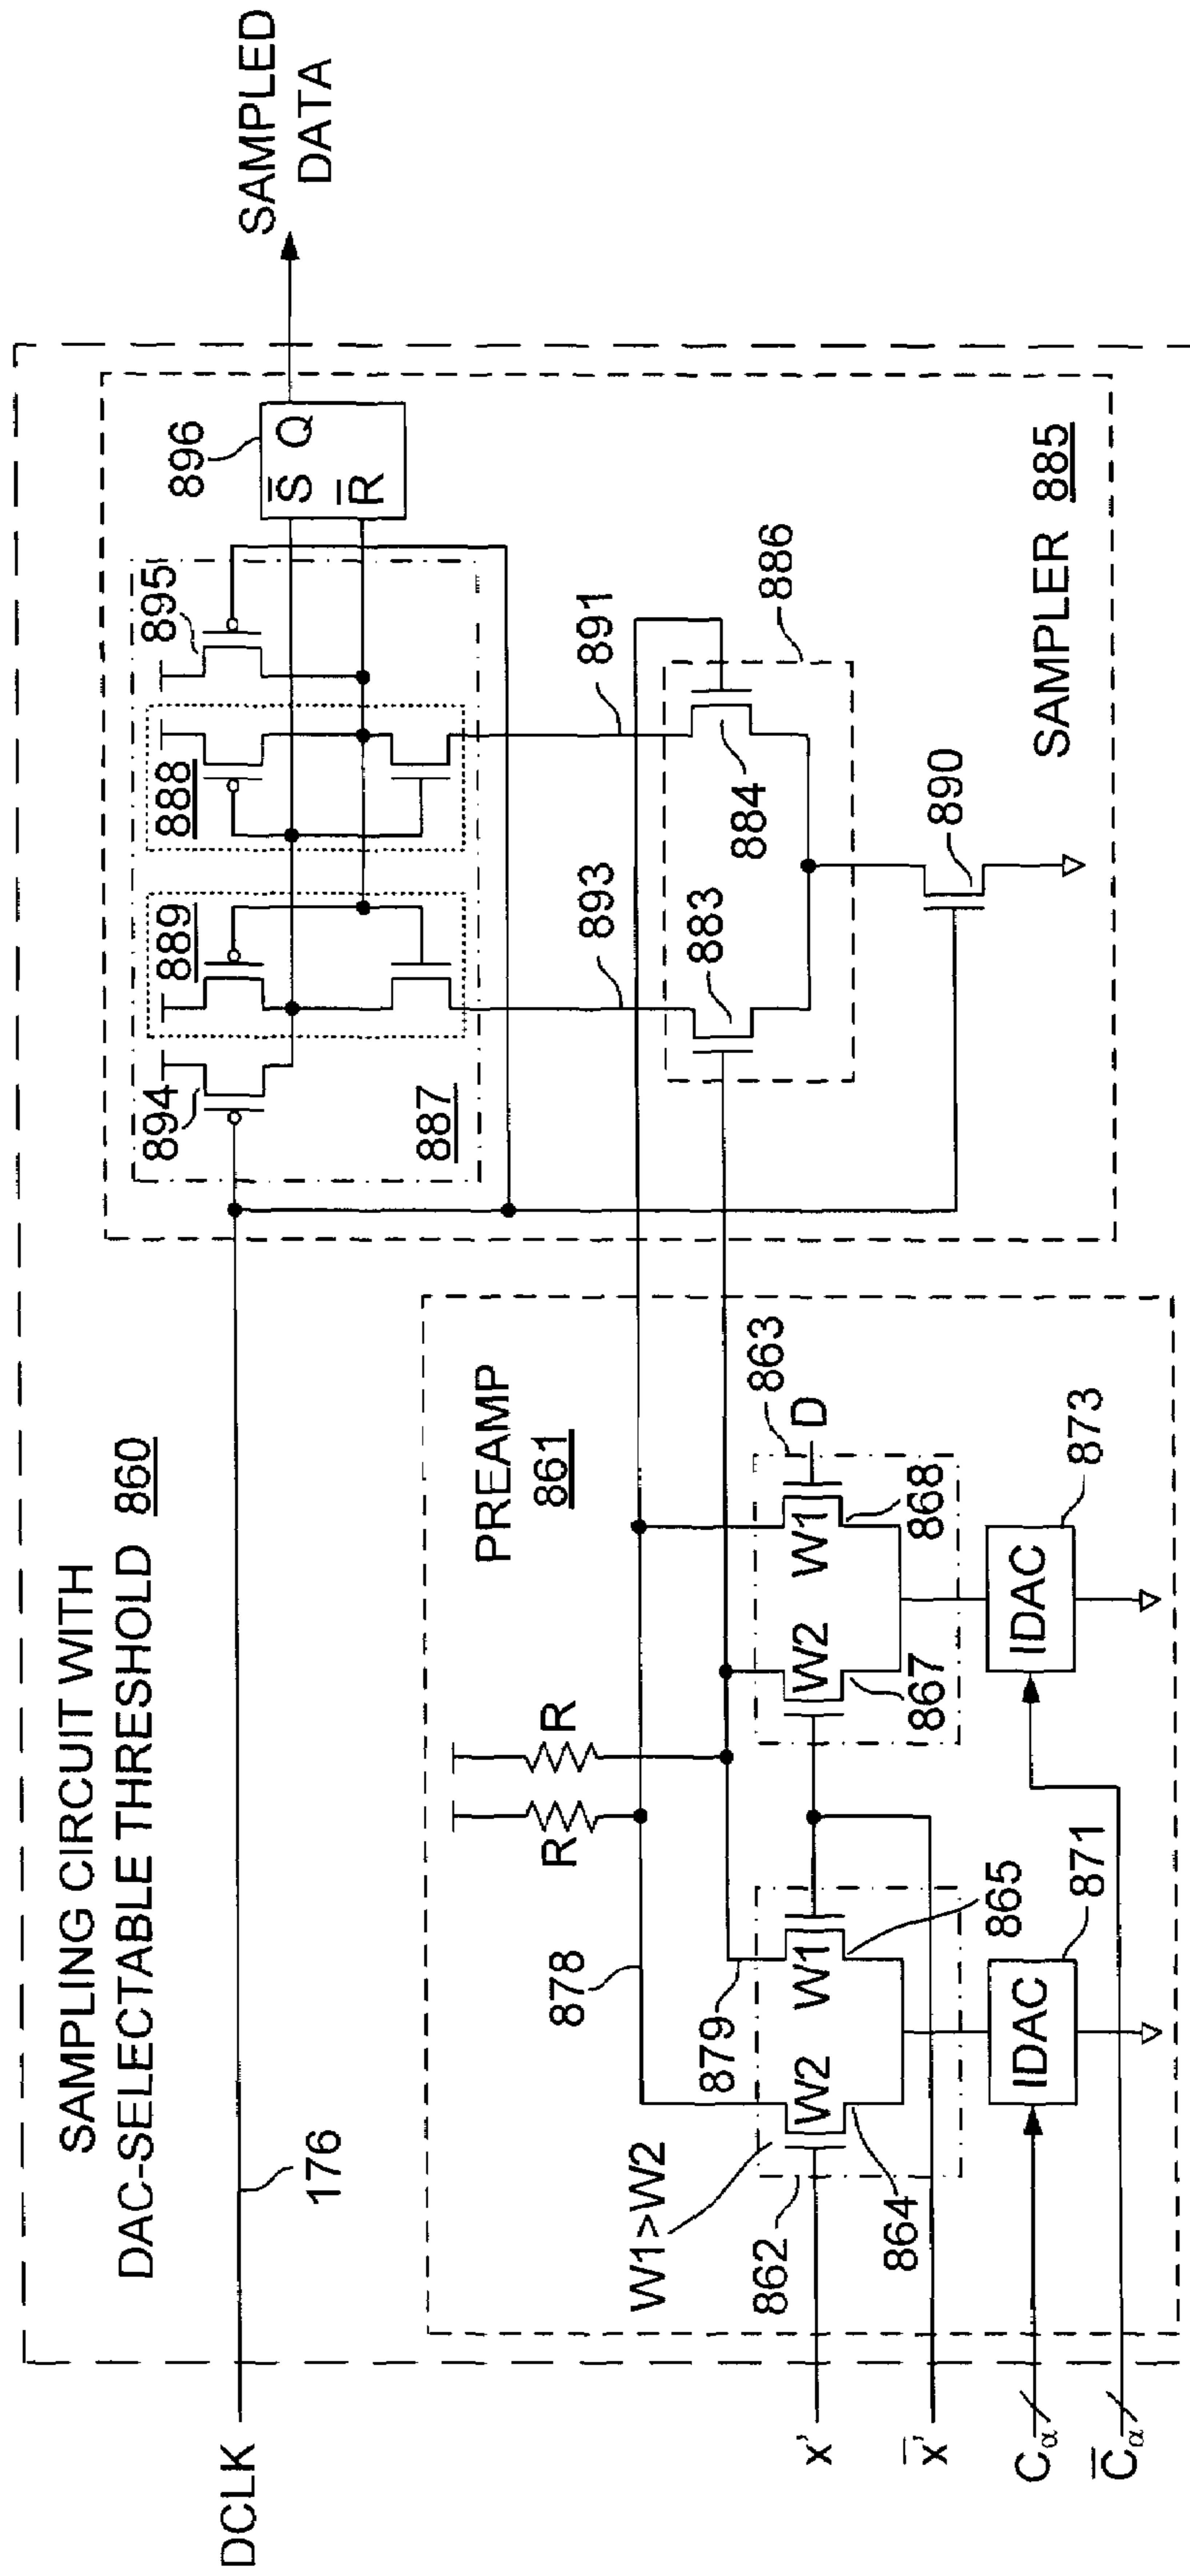 SAMPLING CIRCUIT WITH
DAC-SELECTABLE THRESHOLD 860
DCLK
176
SAMPLED
DATA
896
S̅ Q
R̅
895
888
889
894
887
891
893
886
884
883
890
SAMPLER
885
PREAMP
861
R
R
878
879
W1>W2
862
W2
W1
864
865
863
W2
W1
D
867
868
IDAC
871
IDAC
873
x'
x̅'
Cα
C̅α